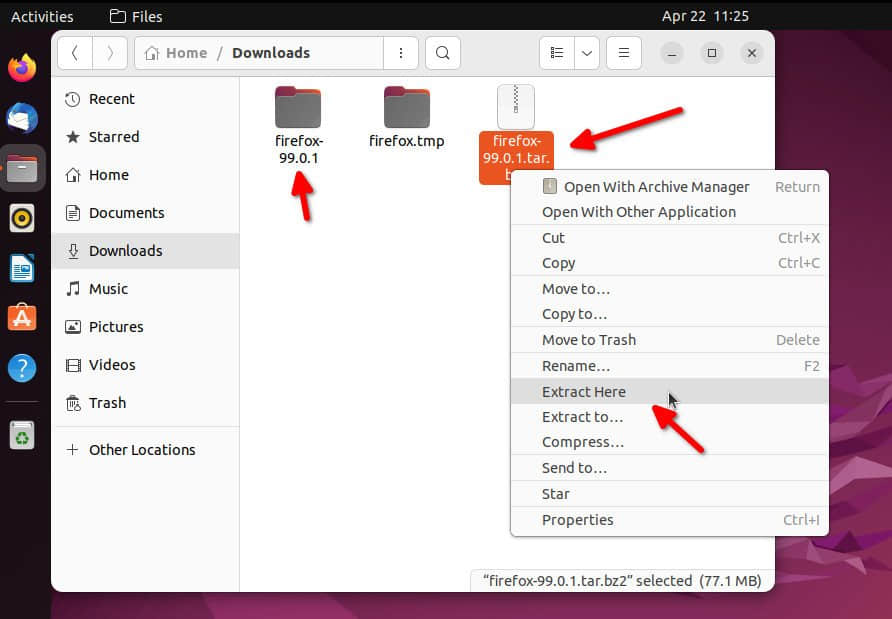 Activities
Files
Apr 22 11:25
Home / Downloads
Recent
Starred
Home
Documents
Downloads
Music
Pictures
Videos
Trash
Other Locations
firefox-
99.0.1
firefox.tmp
firefox-
99.0.1.tar.
Open With Archive Manager Return
Open With Other Application
Cut Ctrl+X
Copy Ctrl+C
Move to…
Copy to…
Move to Trash Delete
Rename… F2
Extract Here
Extract to…
Compress…
Send to…
Star
Properties Ctrl+I
“firefox-99.0.1.tar.bz2” selected (77.1 MB)